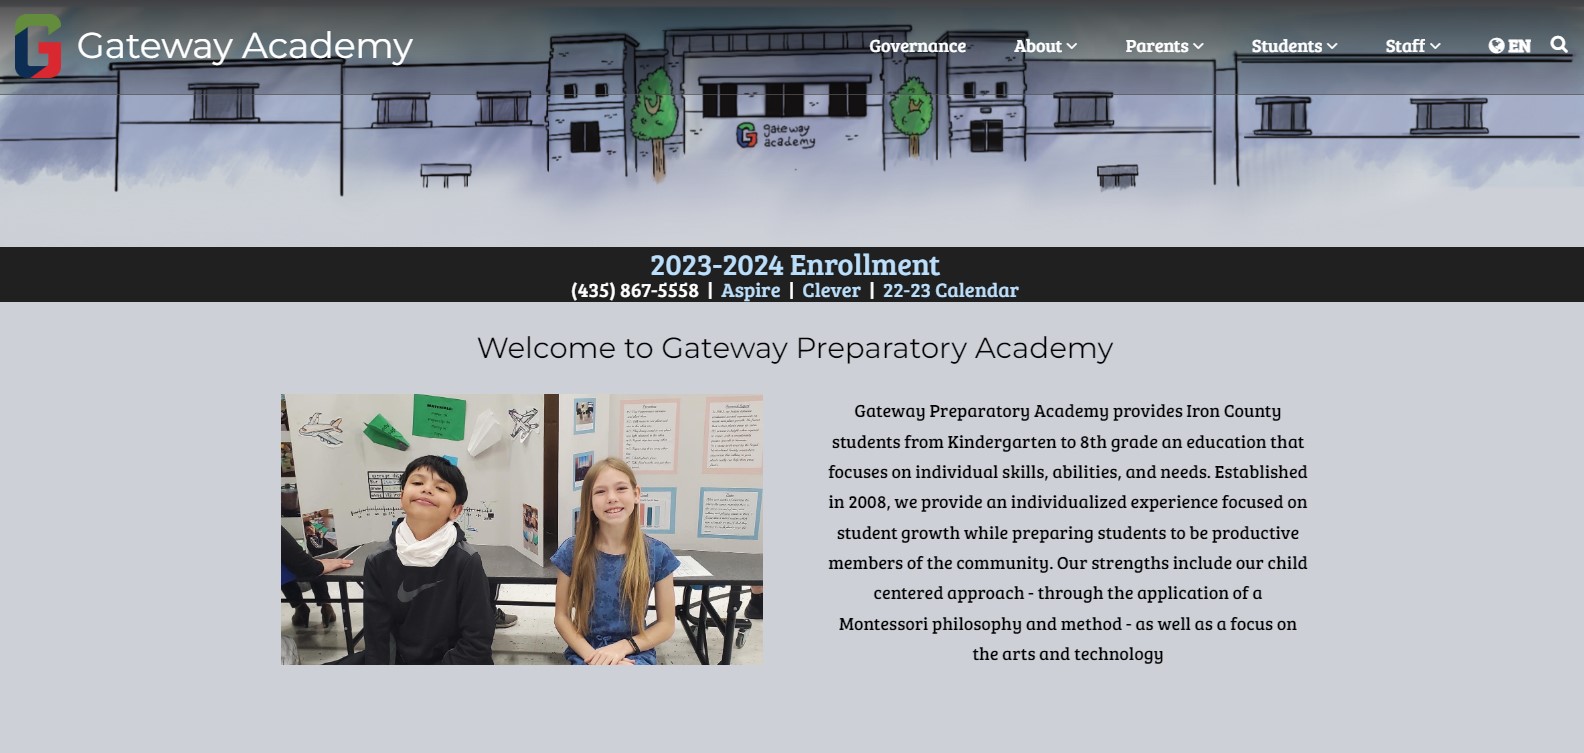 Gateway Academy
Governance
About
Parents
Students
Staff
EN
gateway
academy
2023-2024 Enrollment
(435) 867-5558 | Aspire | Clever | 22-23 Calendar
Welcome to Gateway Preparatory Academy
Gateway Preparatory Academy provides Iron County
students from Kindergarten to 8th grade an education that
focuses on individual skills, abilities, and needs. Established
in 2008, we provide an individualized experience focused on
student growth while preparing students to be productive
members of the community. Our strengths include our child
centered approach - through the application of a
Montessori philosophy and method - as well as a focus on
the arts and technology